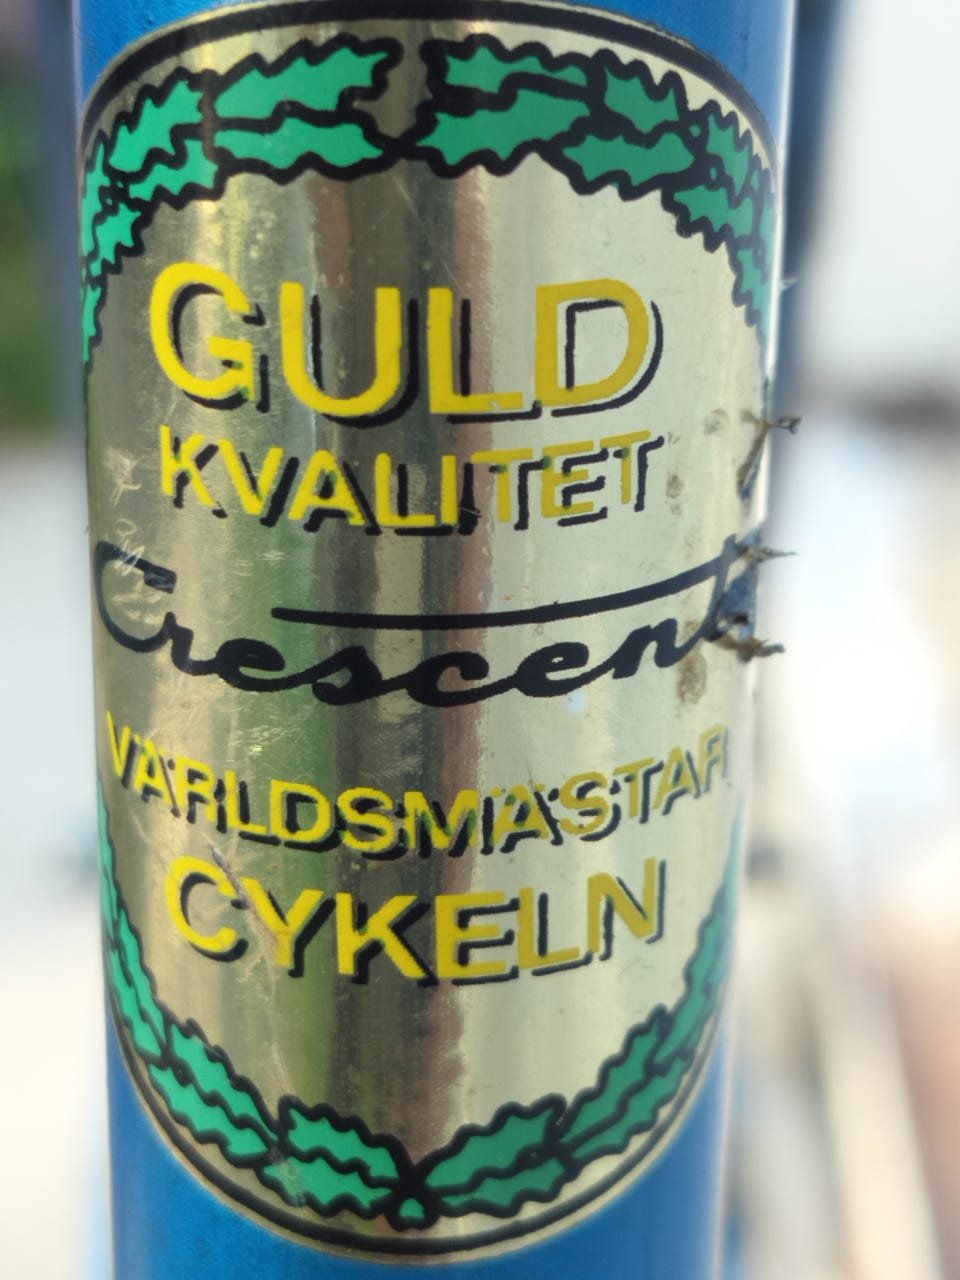 GULD
KVALITET
Crescent
VÄRLDSMÄSTAR
CYKELN